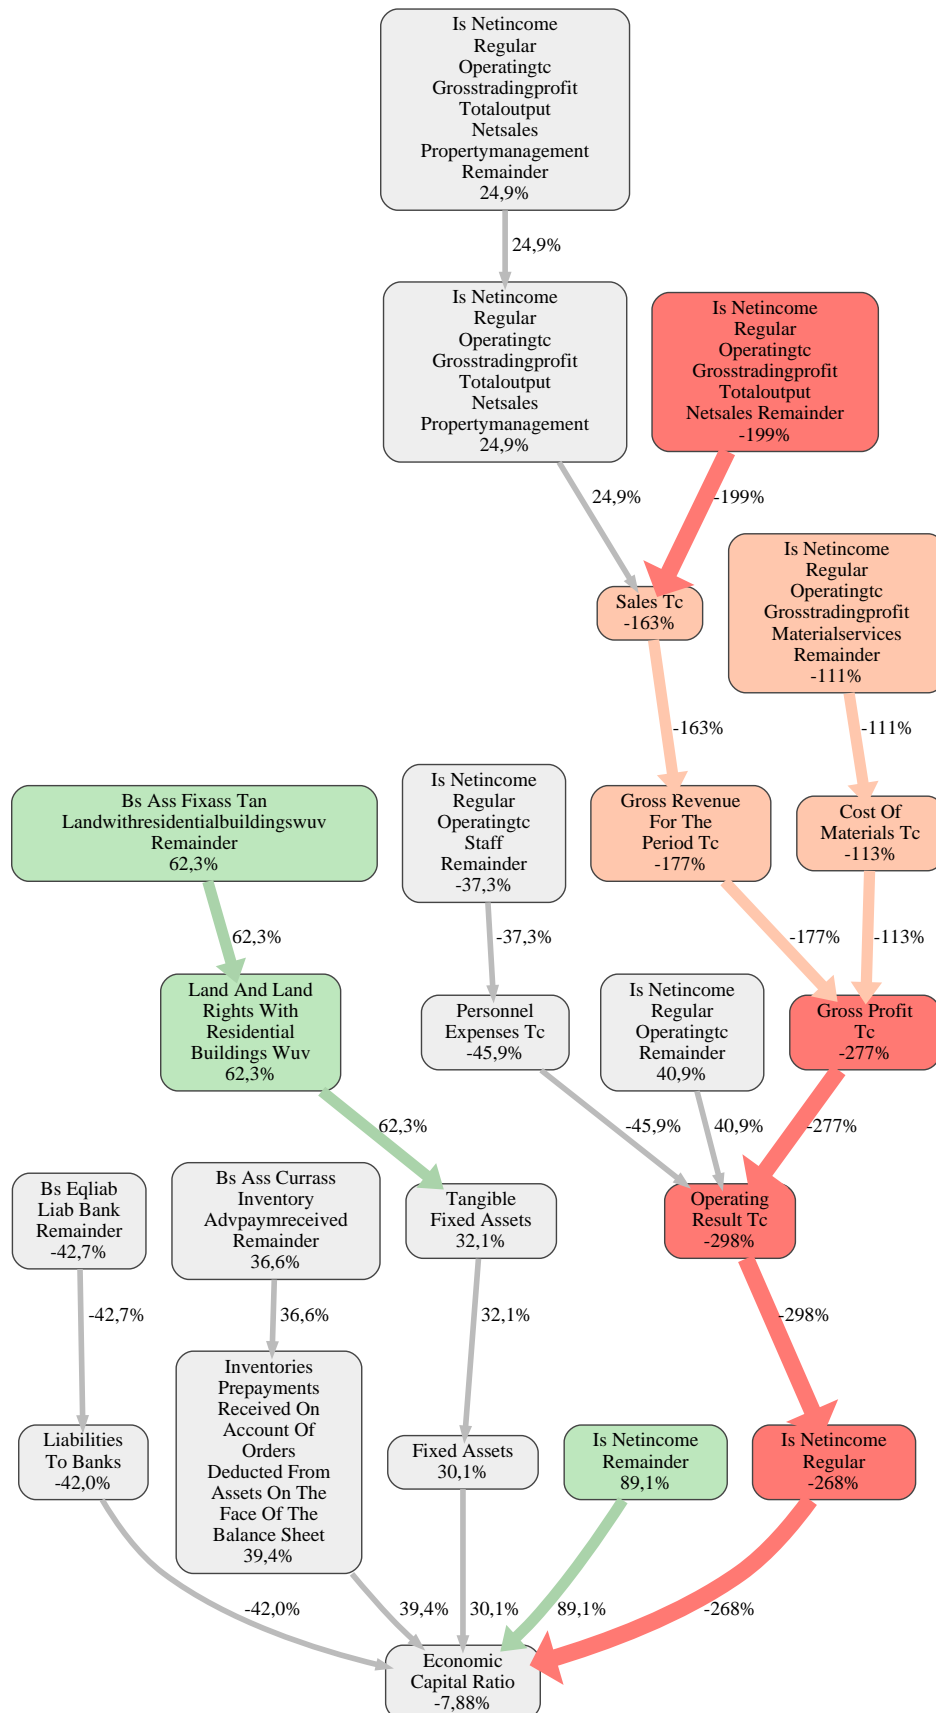 Is Netincome
Regular
Operatingtc
Grosstradingprofit
Totaloutput
Netsales
Propertymanagement
Remainder
24,9%
24,9%
Is Netincome
Regular
Operatingtc
Grosstradingprofit
Totaloutput
Netsales
Propertymanagement
24,9%
Is Netincome
Regular
Operatingtc
Grosstradingprofit
Totaloutput
Netsales Remainder
-199%
24,9%
-199%
Is Netincome
Regular
Operatingtc
Grosstradingprofit
Materialservices
Remainder
-111%
Sales Tc
-163%
-163%
-111%
Bs Ass Fixass Tan
Landwithresidentialbuildingswuv
Remainder
62,3%
Is Netincome
Regular
Operatingtc
Staff
Remainder
-37,3%
Gross Revenue
For The
Period Tc
-177%
Cost Of
Materials Tc
-113%
62,3%
-37,3%
-177%
-113%
Land And Land
Rights With
Residential
Buildings Wuv
62,3%
Personnel
Expenses Tc
-45,9%
Is Netincome
Regular
Operatingtc
Remainder
40,9%
Gross Profit
Tc
-277%
62,3%
-45,9%
40,9%
-277%
Bs Eqliab
Liab Bank
Remainder
-42,7%
Bs Ass Currass
Inventory
Advpaymreceived
Remainder
36,6%
Tangible
Fixed Assets
32,1%
Operating
Result Tc
-298%
-42,7%
36,6%
32,1%
-298%
Liabilities
To Banks
-42,0%
Inventories
Prepayments
Received On
Account Of
Orders
Deducted From
Assets On The
Face Of The
Balance Sheet
39,4%
Fixed Assets
30,1%
Is Netincome
Remainder
89,1%
Is Netincome
Regular
-268%
-42,0%
39,4%
30,1%
89,1%
-268%
Economic
Capital Ratio
-7,88%